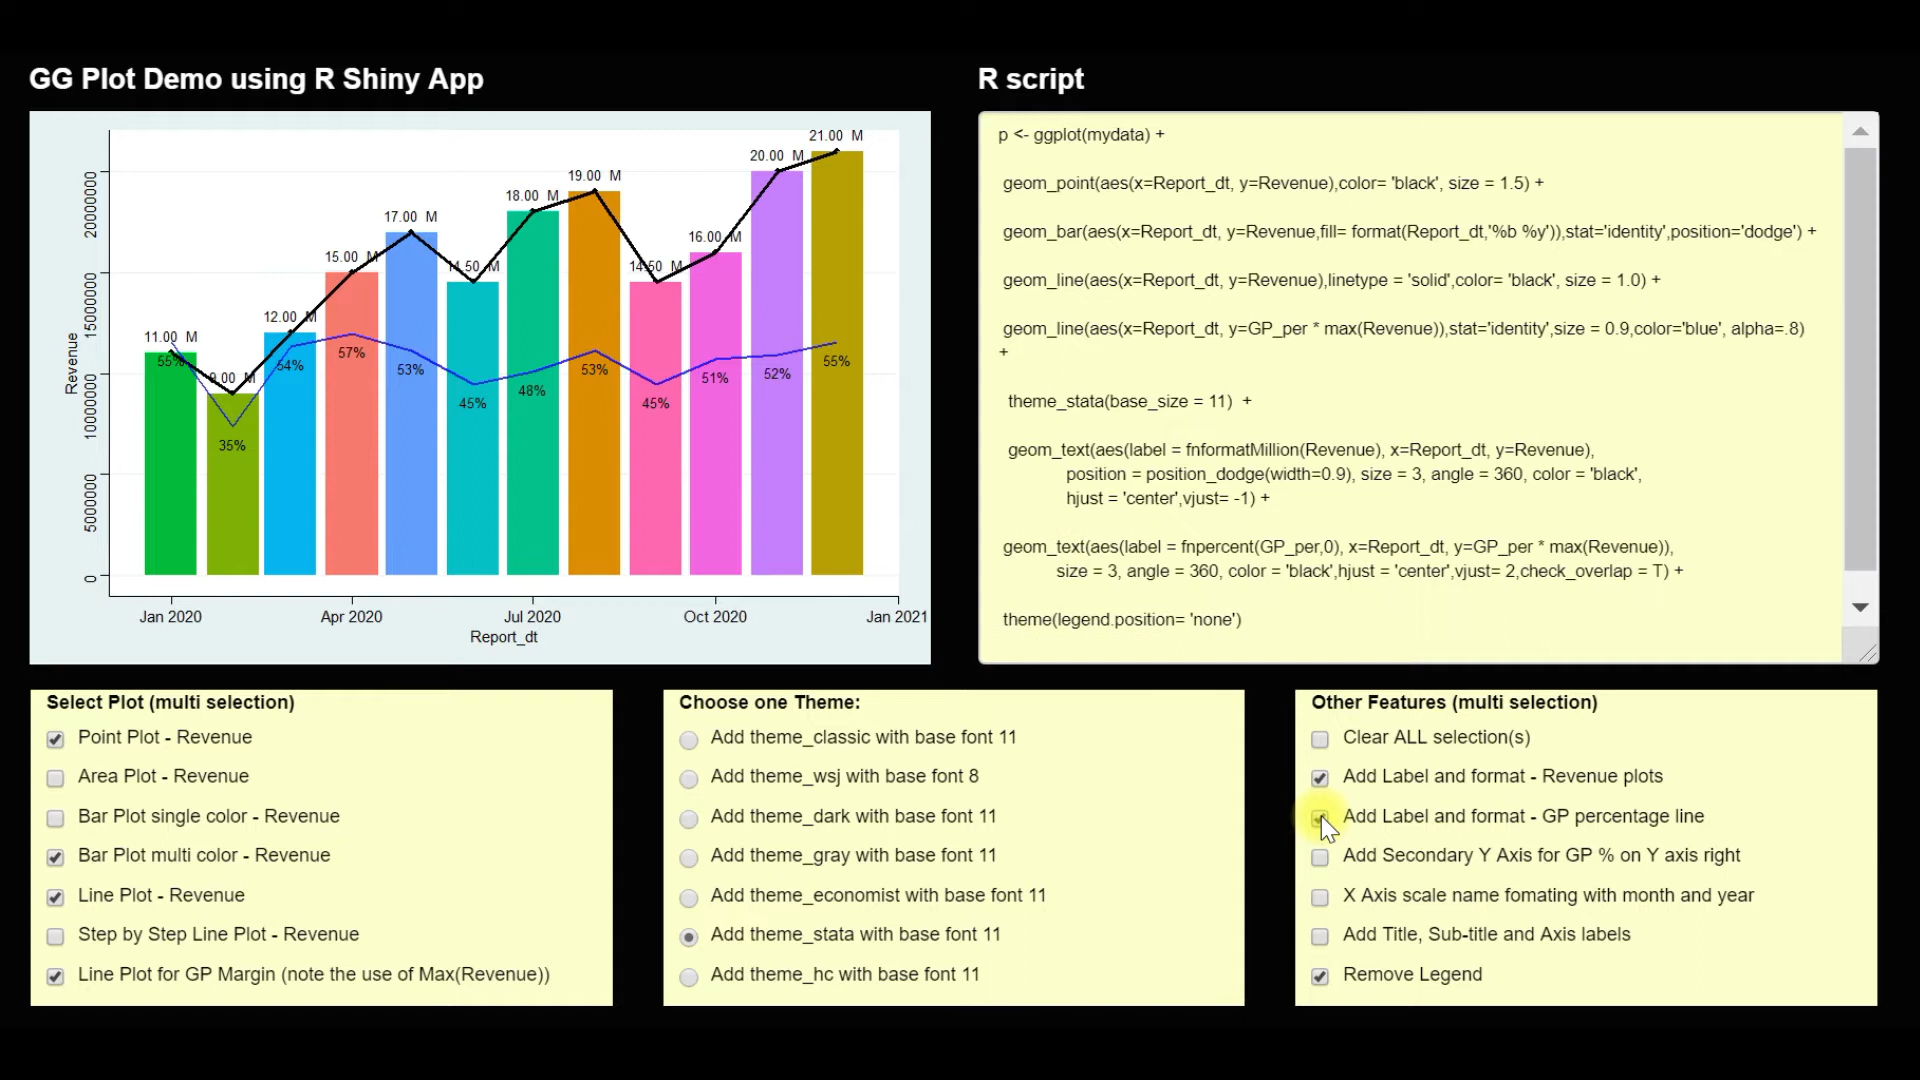 GG Plot Demo using R Shiny App
21.00 M
20.00 M
19.00 M
18.00 M
17.00 M
16.00 M
15.00 M
14.50 M
14.50 M
12.00 M
11.00 M
9.00 M
55%
35%
54%
57%
53%
45%
48%
53%
45%
51%
52%
55%
Revenue
20000000
15000000
10000000
5000000
0
Jan 2020
Apr 2020
Jul 2020
Oct 2020
Jan 2021
Report_dt
R script
p <- ggplot(mydata) +
geom_point(aes(x=Report_dt, y=Revenue),color= 'black', size = 1.5) +
geom_bar(aes(x=Report_dt, y=Revenue,fill= format(Report_dt,'%b %y')),stat='identity',position='dodge') +
geom_line(aes(x=Report_dt, y=Revenue),linetype = 'solid',color= 'black', size = 1.0) +
geom_line(aes(x=Report_dt, y=GP_per * max(Revenue)),stat='identity',size = 0.9,color='blue', alpha=.8)
+
theme_stata(base_size = 11) +
geom_text(aes(label = fnformatMillion(Revenue), x=Report_dt, y=Revenue),
position = position_dodge(width=0.9), size = 3, angle = 360, color = 'black',
hjust = 'center',vjust= -1) +
geom_text(aes(label = fnpercent(GP_per,0), x=Report_dt, y=GP_per * max(Revenue)),
size = 3, angle = 360, color = 'black',hjust = 'center',vjust= 2,check_overlap = T) +
theme(legend.position= 'none')
Select Plot (multi selection)
Point Plot - Revenue
Area Plot - Revenue
Bar Plot single color - Revenue
Bar Plot multi color - Revenue
Line Plot - Revenue
Step by Step Line Plot - Revenue
Line Plot for GP Margin (note the use of Max(Revenue))
Choose one Theme:
Add theme_classic with base font 11
Add theme_wsj with base font 8
Add theme_dark with base font 11
Add theme_gray with base font 11
Add theme_economist with base font 11
Add theme_stata with base font 11
Add theme_hc with base font 11
Other Features (multi selection)
Clear ALL selection(s)
Add Label and format - Revenue plots
Add Label and format - GP percentage line
Add Secondary Y Axis for GP % on Y axis right
X Axis scale name fomating with month and year
Add Title, Sub-title and Axis labels
Remove Legend